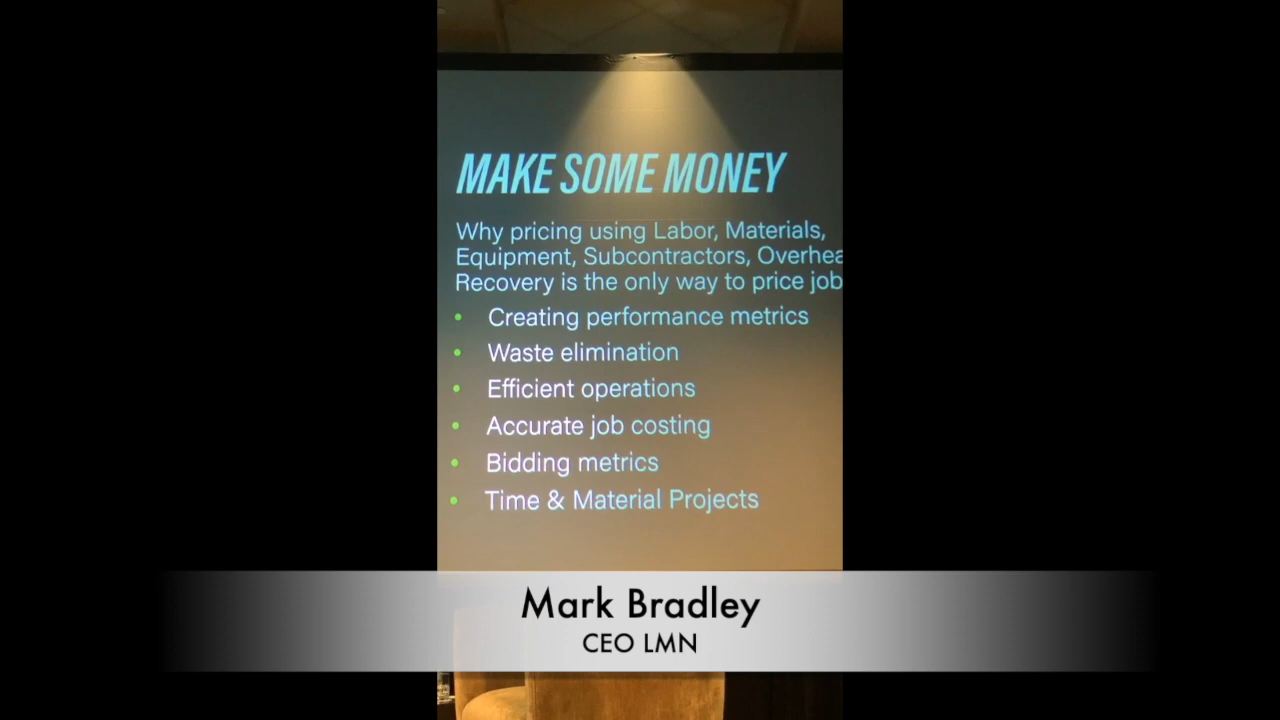 MAKE SOME MONEY
Why pricing using Labor, Materials,
Equipment, Subcontractors, Overhea
Recovery is the only way to price job
• Creating performance metrics
• Waste elimination
• Efficient operations
• Accurate job costing
• Bidding metrics
• Time & Material Projects
Mark Bradley
CEO LMN